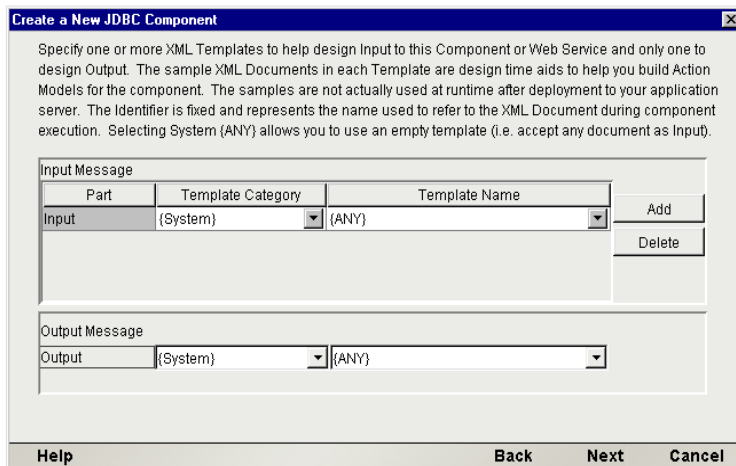 Create a New JDBC Component
Specify one or more XML Templates to help design Input to this Component or Web Service and only one to
design Output. The sample XML Documents in each Template are design time aids to help you build Action
Models for the component. The samples are not actually used at runtime after deployment to your application
server. The Identifier is fixed and represents the name used to refer to the XML Document during component
execution. Selecting System {ANY} allows you to use an empty template (i.e. accept any document as Input).
Input Message
Part Template Category Template Name
Input {System} {ANY}
Add
Delete
Output Message
Output {System} {ANY}
Help Back Next Cancel